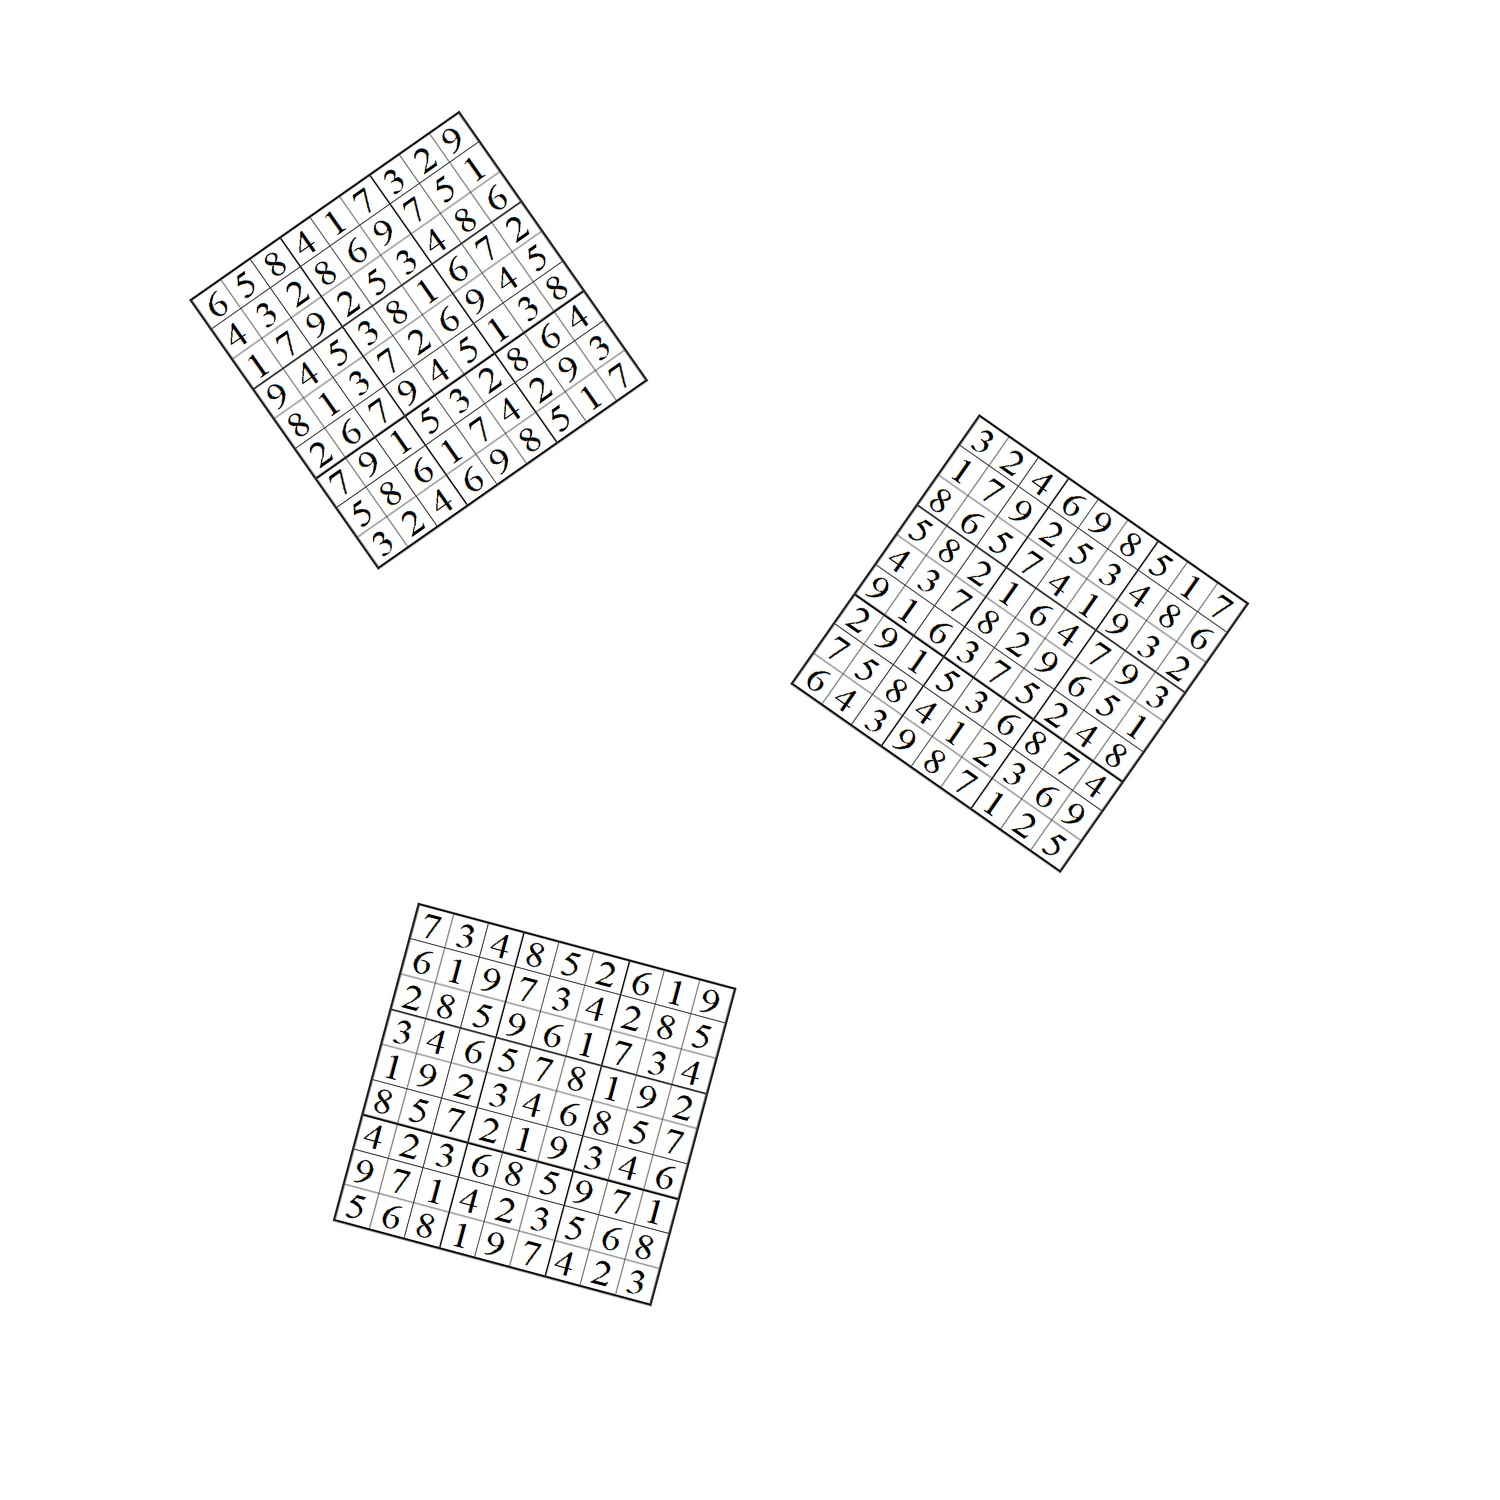 6 5 8 4 1 7 3 2 9
4 3 2 8 6 9 7 5 1
1 7 9 2 5 3 4 8 6
9 4 5 3 8 1 6 7 2
8 1 3 7 2 6 9 4 5
2 6 7 9 4 5 1 3 8
7 9 1 5 3 2 8 6 4
5 8 6 1 7 4 2 9 3
3 2 4 6 9 8 5 1 7
3 2 4 6 9 8 5 1 7
1 7 9 2 5 3 4 8 6
8 6 5 7 4 1 9 3 2
5 8 2 1 6 4 7 9 3
4 3 7 8 2 9 6 5 1
9 1 6 3 7 5 2 4 8
2 9 1 5 3 6 8 7 4
7 5 8 4 1 2 3 6 9
6 4 3 9 8 7 1 2 5
7 3 4 8 5 2 6 1 9
6 1 9 7 3 4 2 8 5
2 8 5 9 6 1 7 3 4
3 4 6 5 7 8 1 9 2
1 9 2 3 4 6 8 5 7
8 5 7 2 1 9 3 4 6
4 2 3 6 8 5 9 7 1
9 7 1 4 2 3 5 6 8
5 6 8 1 9 7 4 2 3